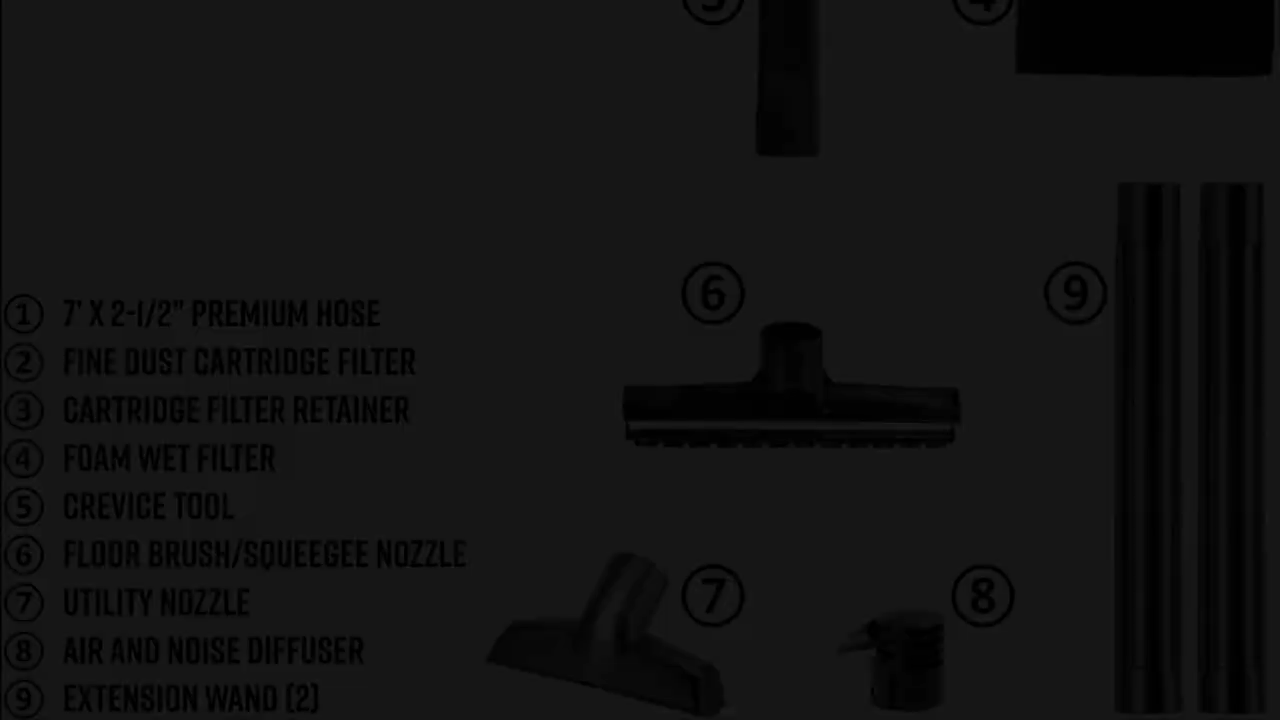 5
4
6
9
① 7' X 2-1/2" PREMIUM HOSE
② FINE DUST CARTRIDGE FILTER
③ CARTRIDGE FILTER RETAINER
④ FOAM WET FILTER
⑤ CREVICE TOOL
⑥ FLOOR BRUSH/SQUEEGEE NOZZLE
⑦ UTILITY NOZZLE
⑧ AIR AND NOISE DIFFUSER
⑨ EXTENSION WAND (2)
7
8